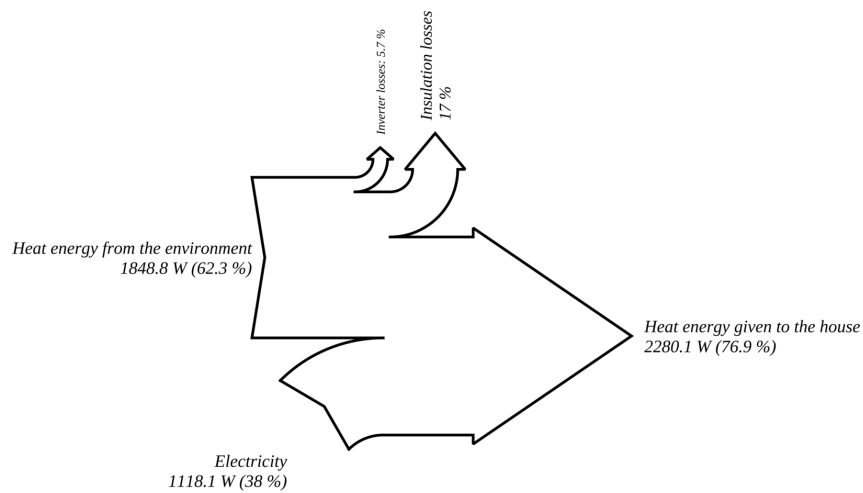 Inverter losses: 5.7 %
Insulation losses
17 %
Heat energy from the environment
1848.8 W (62.3 %)
Heat energy given to the house
2280.1 W (76.9 %)
Electricity
1118.1 W (38 %)